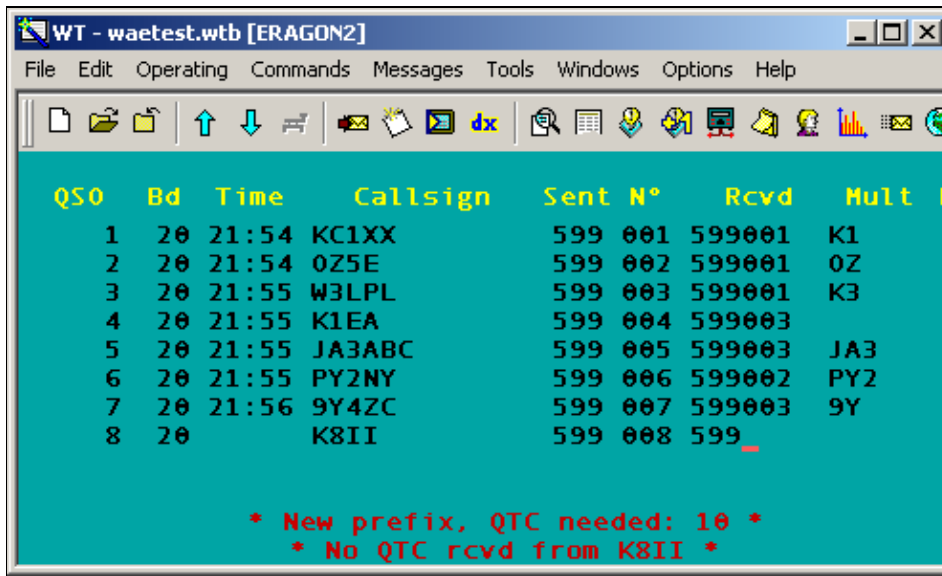 WT - waetest.wtb [ERAGON2]
File Edit Operating Commands Messages Tools Windows Options Help
dx
QSO Bd Time Callsign Sent N° Rcvd Mult
1 20 21:54 KC1XX 599 001 599001 K1
2 20 21:54 OZ5E 599 002 599001 OZ
3 20 21:55 W3LPL 599 003 599001 K3
4 20 21:55 K1EA 599 004 599003
5 20 21:55 JA3ABC 599 005 599003 JA3
6 20 21:55 PY2NY 599 006 599002 PY2
7 20 21:56 9Y4ZC 599 007 599003 9Y
8 20 K8II 599 008 599_
* New prefix, QTC needed: 10 *
* No QTC rcvd from K8II *